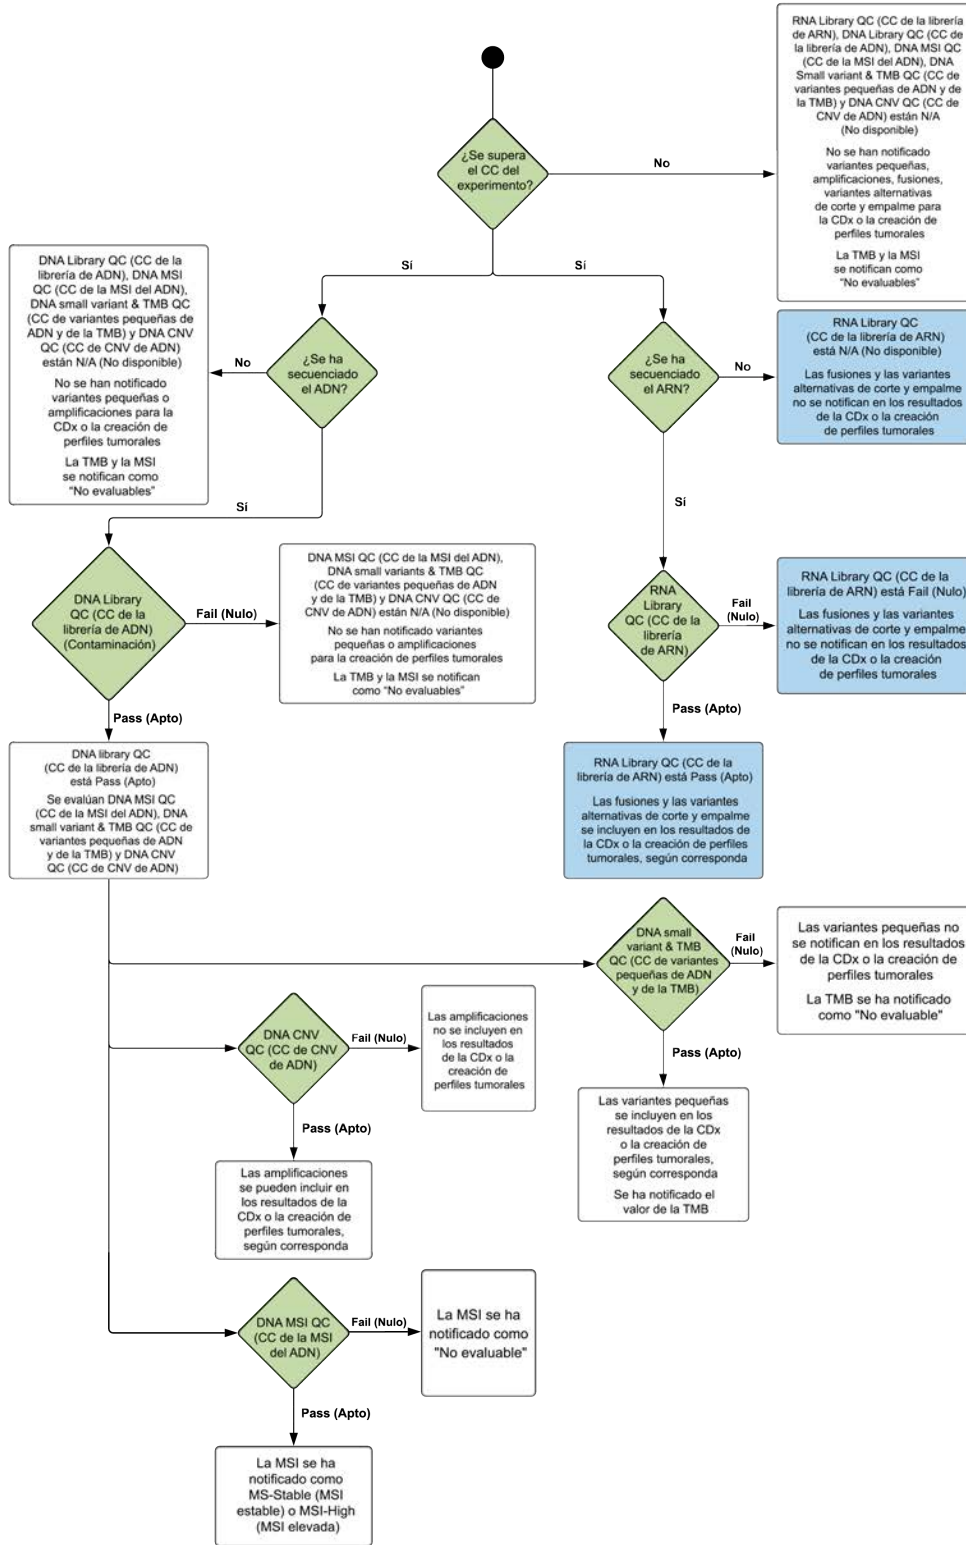 RNA Library QC (CC de la librería
de ARN), DNA Library QC (CC de
la librería de ADN), DNA MSI QC
(CC de la MSI del ADN), DNA
Small variant & TMB QC (CC de
variantes pequeñas de ADN y de
la TMB) y DNA CNV QC (CC de
CNV de ADN) están N/A
(No disponible)
No se han notificado
variantes pequeñas,
amplificaciones, fusiones,
variantes alternativas
de corte y empalme para
la CDx o la creación de
perfiles tumorales
La TMB y la MSI
se notifican como
"No evaluables"
¿Se supera
el CC del
experimento?
No
Sí
Sí
DNA Library QC (CC de la
librería de ADN), DNA MSI
QC (CC de la MSI del ADN),
DNA small variant & TMB QC
(CC de variantes pequeñas de
ADN y de la TMB) y DNA CNV
QC (CC de CNV de ADN)
están N/A (No disponible)
No se han notificado
variantes pequeñas o
amplificaciones para la
CDx o la creación de
perfiles tumorales
La TMB y la MSI
se notifican como
"No evaluables"
No
¿Se ha
secuenciado
el ADN?
¿Se ha
secuenciado
el ARN?
No
RNA Library QC
(CC de la librería de ARN)
está N/A (No disponible)
Las fusiones y las variantes
alternativas de corte y empalme
no se notifican en los resultados
de la CDx o la creación
de perfiles tumorales
Sí
Sí
DNA Library
QC (CC de la
librería de ADN)
(Contaminación)
Fail (Nulo)
DNA MSI QC (CC de la MSI del ADN),
DNA small variants & TMB QC
(CC de variantes pequeñas de ADN
y de la TMB) y DNA CNV QC (CC de
CNV de ADN) están N/A (No disponible)
No se han notificado variantes
pequeñas o amplificaciones
para la creación de perfiles tumorales
La TMB y la MSI se notifican
como "No evaluables"
RNA
Library
QC (CC de la
librería
de ARN)
Fail
(Nulo)
RNA Library QC (CC de la
librería de ARN) está Fail (Nulo)
Las fusiones y las variantes
alternativas de corte y empalme
no se notifican en los resultados
de la CDx o la creación
de perfiles tumorales
Pass (Apto)
Pass (Apto)
DNA library QC
(CC de la librería de ADN)
está Pass (Apto)
Se evalúan DNA MSI QC
(CC de la MSI del ADN), DNA
small variant & TMB QC (CC de
variantes pequeñas de ADN
y de la TMB) y DNA CNV
QC (CC de CNV de ADN)
RNA Library QC (CC de la
librería de ARN) está Pass (Apto)
Las fusiones y las variantes
alternativas de corte y empalme
se incluyen en los resultados de
la CDx o la creación de perfiles
tumorales, según corresponda
DNA small
variant & TMB
QC (CC de variantes
pequeñas de ADN
y de la TMB)
Fail
(Nulo)
Las variantes pequeñas no
se notifican en los resultados
de la CDx o la creación de
perfiles tumorales
La TMB se ha notificado
como "No evaluable"
DNA CNV
QC (CC de CNV
de ADN)
Fail (Nulo)
Las amplificaciones
no se incluyen en
los resultados
de la CDx o la
creación de
perfiles tumorales
Pass (Apto)
Las variantes pequeñas
se incluyen en los
resultados de la CDx
o la creación de
perfiles tumorales,
según corresponda
Se ha notificado el
valor de la TMB
Pass (Apto)
Las amplificaciones
se pueden incluir en
los resultados de la
CDx o la creación de
perfiles tumorales,
según corresponda
DNA MSI QC
(CC de la MSI
del ADN)
Fail (Nulo)
La MSI se ha
notificado como
"No evaluable"
Pass (Apto)
La MSI se ha
notificado como
MS-Stable (MSI
estable) o MSI-High
(MSI elevada)